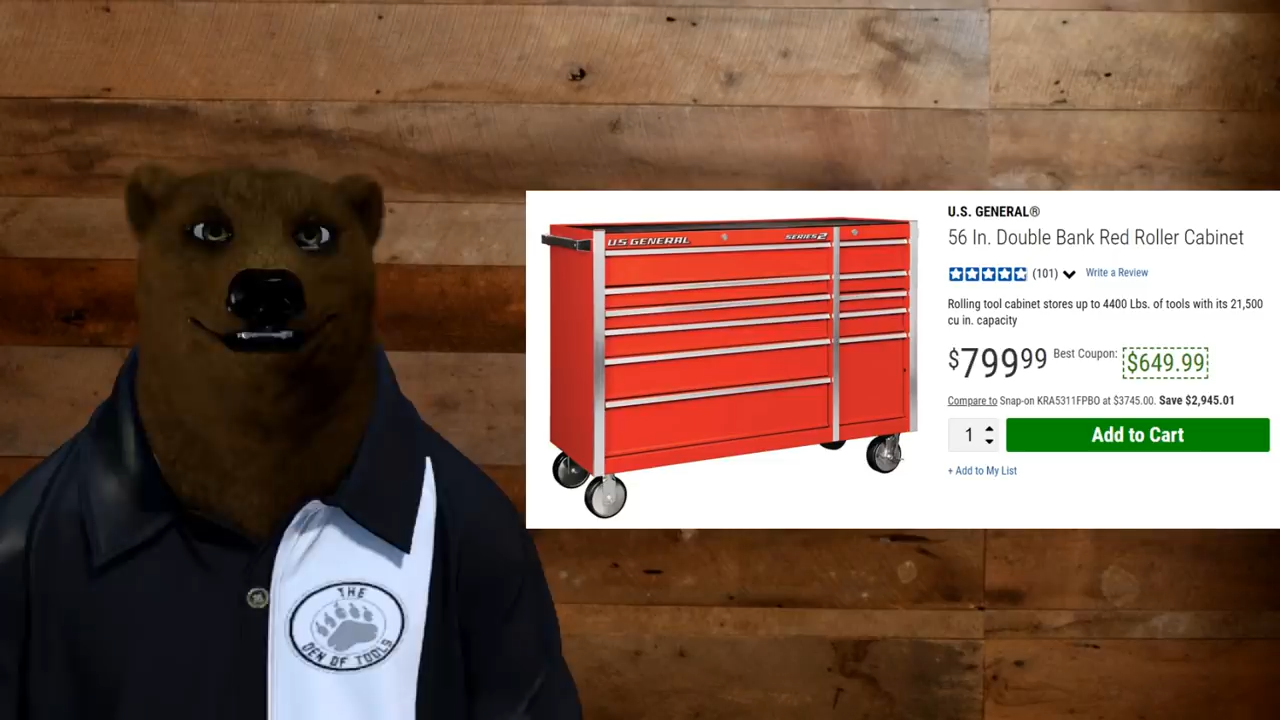 U.S. GENERAL®
56 In. Double Bank Red Roller Cabinet
(101) Write a Review
Rolling tool cabinet stores up to 4400 Lbs. of tools with its 21,500
cu in. capacity
$799 99 Best Coupon: $649.99
Compare to Snap-on KRA5311FPBO at $3745.00. Save $2,945.01
1 Add to Cart
+ Add to My List
US GENERAL SERIES 2
THE
DEN OF TOOLS